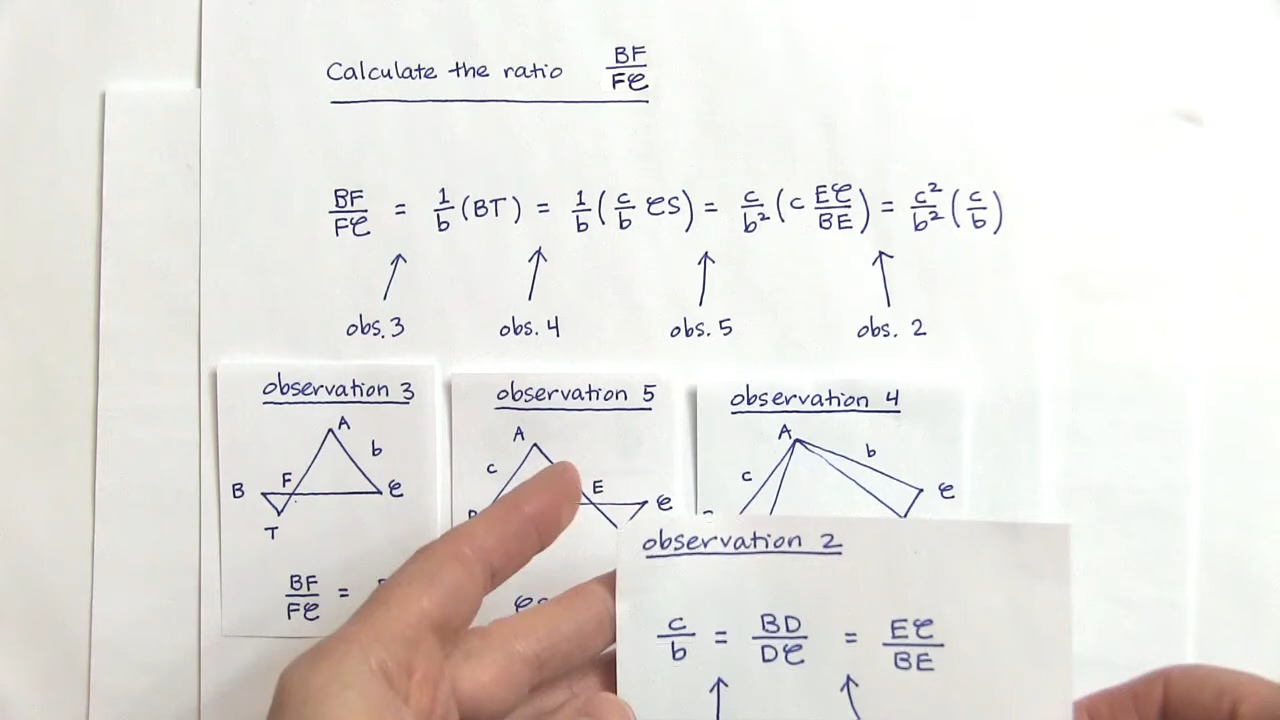 Calculate the ratio BF/FC
BF/FC = 1/b (BT) = 1/b (c/b CS) = c/b² (c EC/BE) = c²/b² (c/b)
obs. 3 obs. 4 obs. 5 obs. 2
observation 3
A
b
B F C
T
BF/FC =
observation 5
A
c
E C
observation 4
A
b
c
C
observation 2
c/b = BD/DC = EC/BE